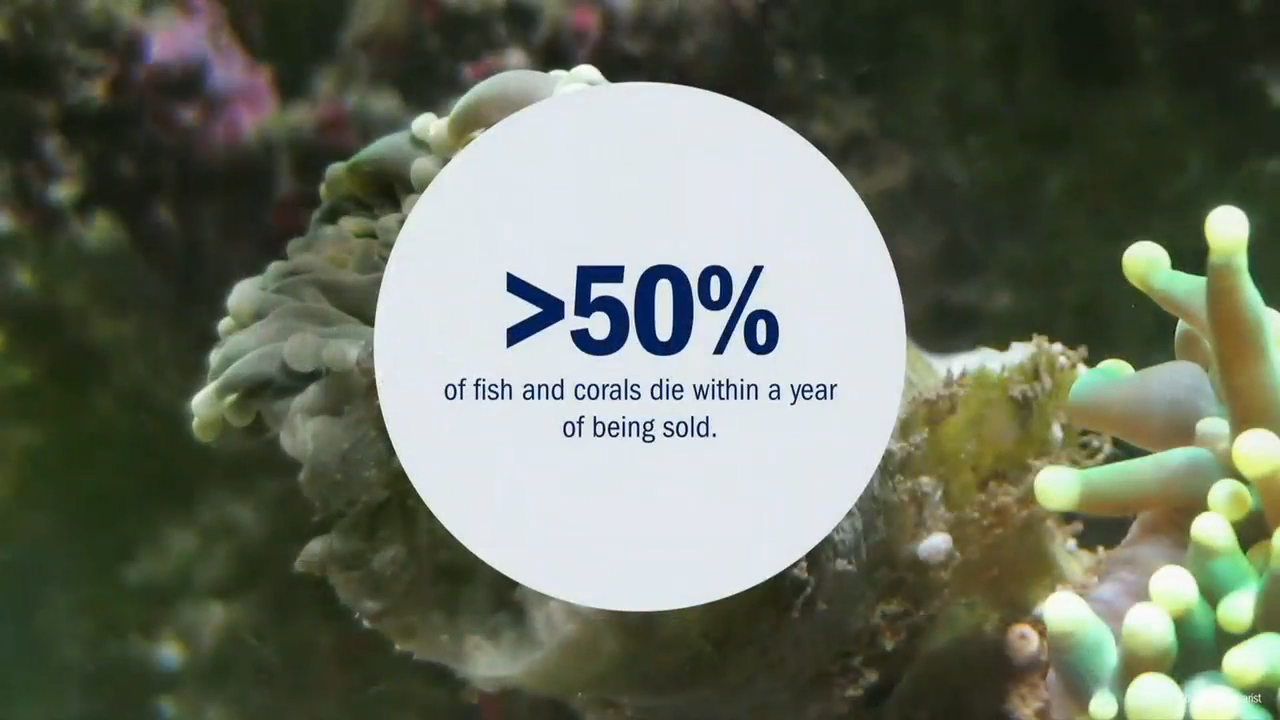 >50%
of fish and corals die within a year
of being sold.